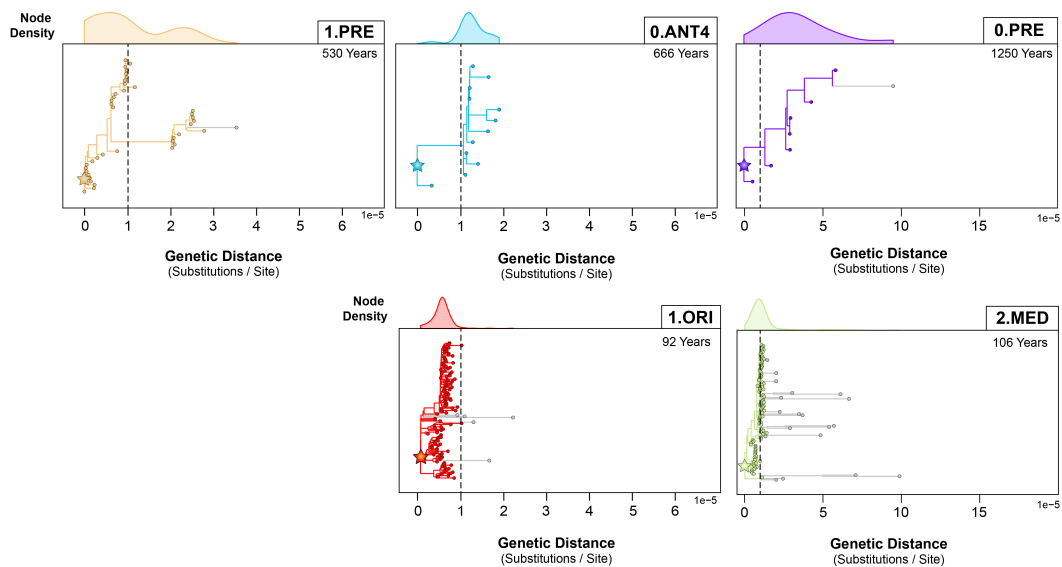 Node
Density
1.PRE
530 Years
0.ANT4
666 Years
0.PRE
1250 Years
0 1 2 3 4 5 6
1e-5
0 1 2 3 4 5 6
1e-5
0 5 10 15
1e-5
Genetic Distance
(Substitutions / Site)
Genetic Distance
(Substitutions / Site)
Genetic Distance
(Substitutions / Site)
Node
Density
1.ORI
92 Years
2.MED
106 Years
0 1 2 3 4 5 6
1e-5
0 5 10 15
1e-5
Genetic Distance
(Substitutions / Site)
Genetic Distance
(Substitutions / Site)